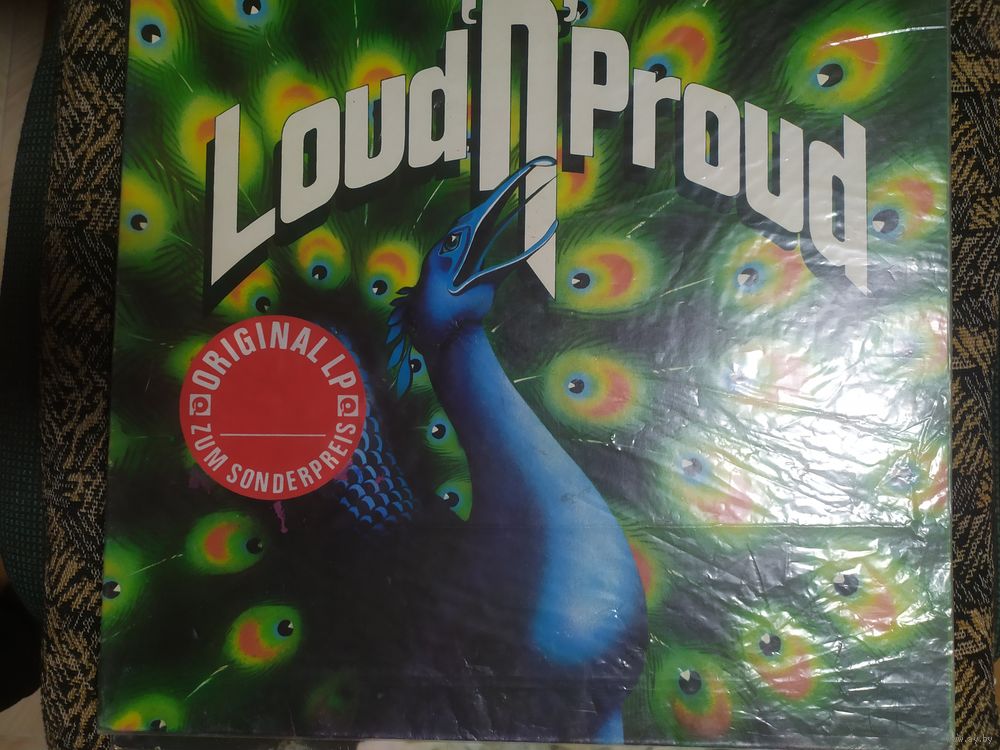 Loud 'n' Proud
ORIGINAL LP
ZUM SONDERPREIS